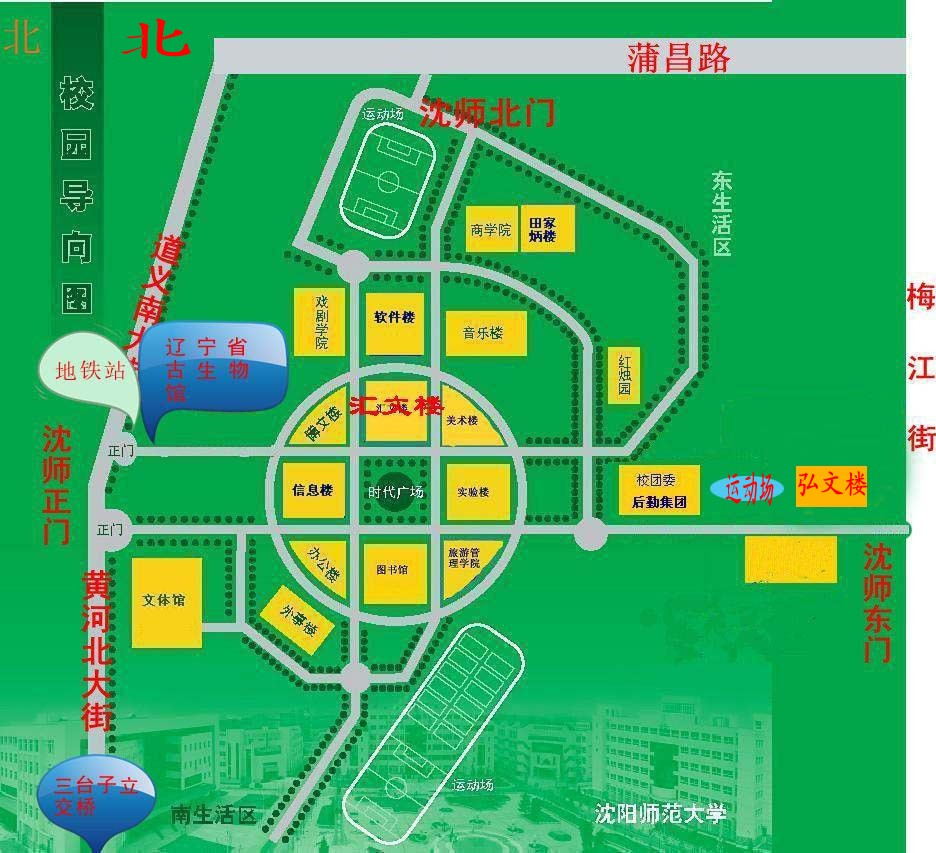 北
北
校园导向图
蒲昌路
沈师北门
运动场
东生活区
商学院
田家
炳楼
道义南大
梅江街
戏剧学院
软件楼
音乐楼
红烛园
地铁站
辽宁省
古生物
馆
汇文楼
美术楼
正门
沈师正门
信息楼
时代广场
实验楼
校团委
后勤集团
运动场
弘文楼
正门
办公楼
图书馆
旅游管
理学院
沈师东门
文体馆
外事楼
黄河北大街
三台子立
交桥
南生活区
运动场
沈阳师范大学